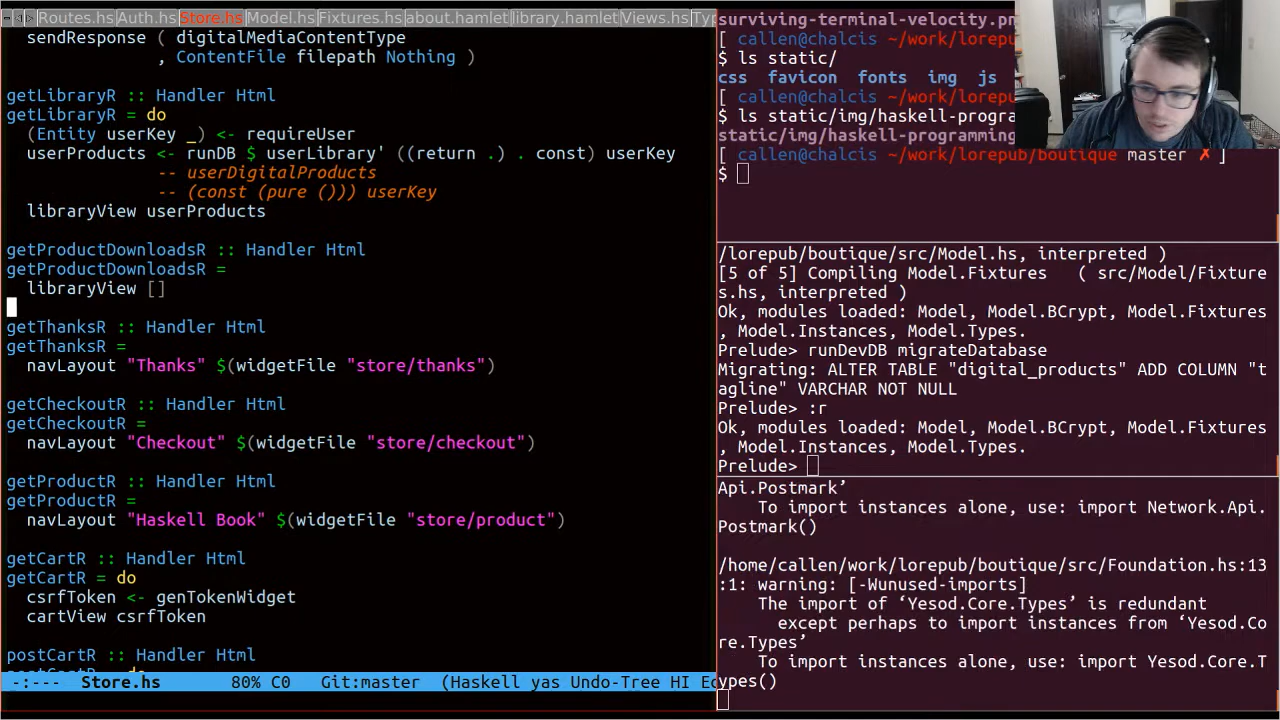 Routes.hs Auth.hs Store.hs Model.hs Fixtures.hs about.hamlet library.hamlet Views.hs Typ
sendResponse ( digitalMediaContentType
, ContentFile filepath Nothing )
getLibraryR :: Handler Html
getLibraryR = do
(Entity userKey _) <- requireUser
userProducts <- runDB $ userLibrary' ((return .) . const) userKey
-- userDigitalProducts
-- (const (pure ())) userKey
libraryView userProducts
getProductDownloadsR :: Handler Html
getProductDownloadsR =
libraryView []
getThanksR :: Handler Html
getThanksR =
navLayout "Thanks" $(widgetFile "store/thanks")
getCheckoutR :: Handler Html
getCheckoutR =
navLayout "Checkout" $(widgetFile "store/checkout")
getProductR :: Handler Html
getProductR =
navLayout "Haskell Book" $(widgetFile "store/product")
getCartR :: Handler Html
getCartR = do
csrfToken <- genTokenWidget
cartView csrfToken
postCartR :: Handler Html
-:--- Store.hs 80% C0 Git:master (Haskell yas Undo-Tree HI Ec
surviving-terminal-velocity.pn
[ callen@chalcis ~/work/lorepu
$ ls static/
css favicon fonts img js
[ callen@chalcis ~/work/lorepu
$ ls static/img/haskell-progra
static/img/haskell-programming
[ callen@chalcis ~/work/lorepub/boutique master ✗ ]
$
/lorepub/boutique/src/Model.hs, interpreted )
[5 of 5] Compiling Model.Fixtures ( src/Model/Fixture
s.hs, interpreted )
Ok, modules loaded: Model, Model.BCrypt, Model.Fixtures
, Model.Instances, Model.Types.
Prelude> runDevDB migrateDatabase
Migrating: ALTER TABLE "digital_products" ADD COLUMN "t
agline" VARCHAR NOT NULL
Prelude> :r
Ok, modules loaded: Model, Model.BCrypt, Model.Fixtures
, Model.Instances, Model.Types.
Prelude>
Api.Postmark’
To import instances alone, use: import Network.Api.
Postmark()
/home/callen/work/lorepub/boutique/src/Foundation.hs:13
:1: warning: [-Wunused-imports]
The import of ‘Yesod.Core.Types’ is redundant
except perhaps to import instances from ‘Yesod.Co
re.Types’
To import instances alone, use: import Yesod.Core.T
ypes()